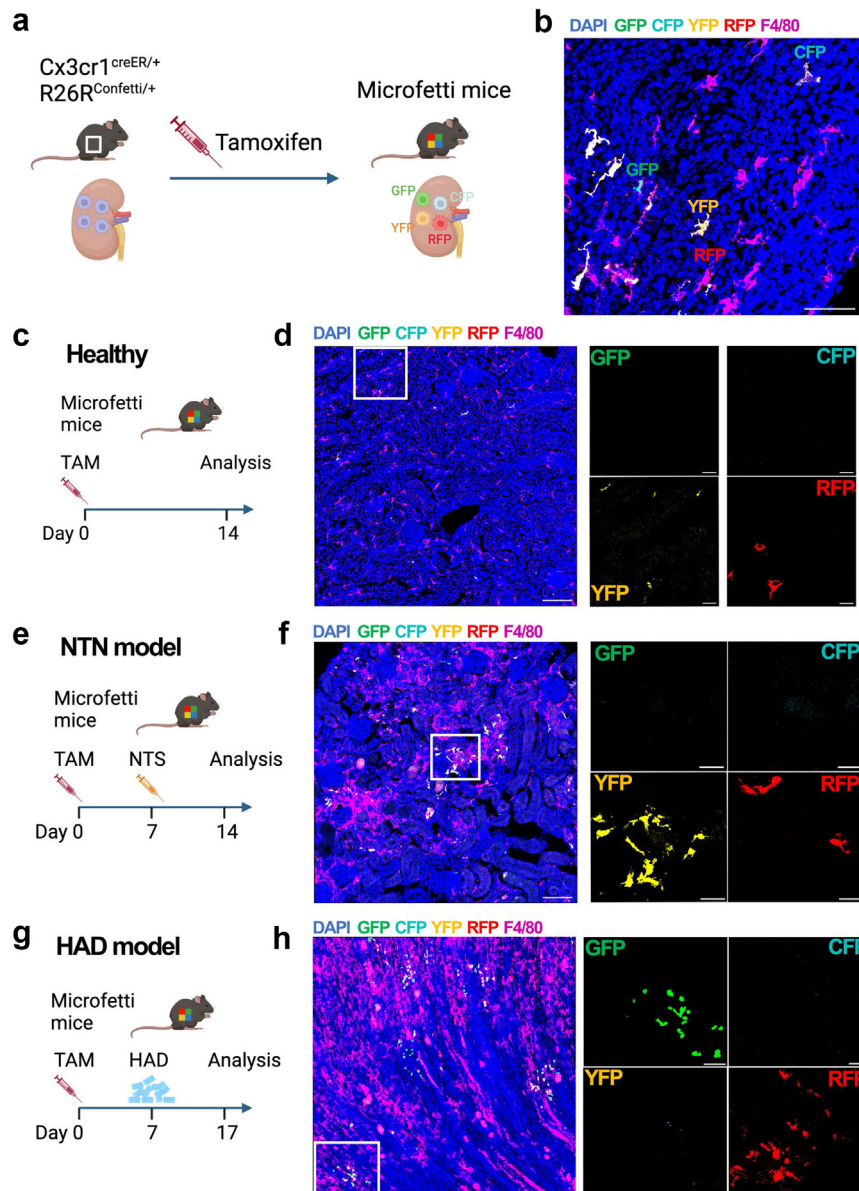 a
Cx3cr1creER/+
R26RConfetti/+
Tamoxifen
Microfetti mice
GFP
CFP
YFP
RFP
b
DAPI GFP CFP YFP RFP F4/80
CFP
GFP
YFP
RFP
c
Healthy
Microfetti
mice
TAM
Analysis
Day 0
14
d
DAPI GFP CFP YFP RFP F4/80
GFP
CFP
YFP
RFP
e
NTN model
Microfetti
mice
TAM
NTS
Analysis
Day 0
7
14
f
DAPI GFP CFP YFP RFP F4/80
GFP
CFP
YFP
RFP
g
HAD model
Microfetti
mice
TAM
HAD
Analysis
Day 0
7
17
h
DAPI GFP CFP YFP RFP F4/80
GFP
CFP
YFP
RFP